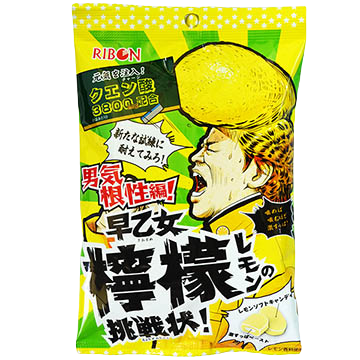 RIBON
元気を注入!
クエン酸
3800mg配合
新たな試練に
耐えてみろ!
男気
根性編!
早乙女
檸檬の
レモン
挑戦状!
レモンソフトキャンディ